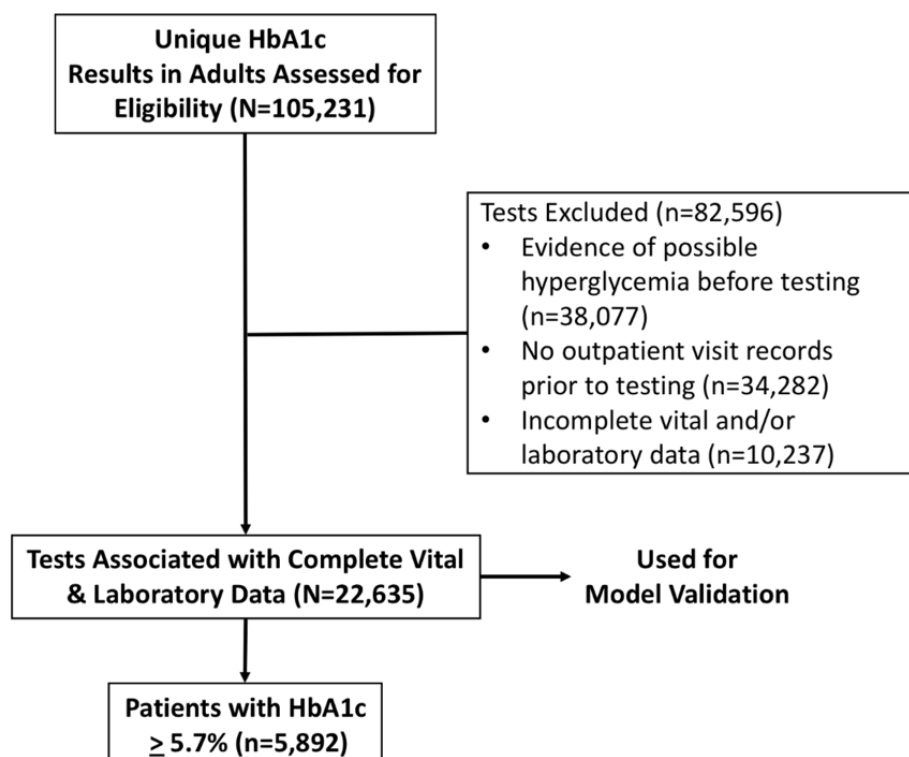 Unique HbA1c
Results in Adults Assessed for
Eligibility (N=105,231)
Tests Excluded (n=82,596)
• Evidence of possible
hyperglycemia before testing
(n=38,077)
• No outpatient visit records
prior to testing (n=34,282)
• Incomplete vital and/or
laboratory data (n=10,237)
Tests Associated with Complete Vital
& Laboratory Data (N=22,635)
Used for
Model Validation
Patients with HbA1c
≥ 5.7% (n=5,892)